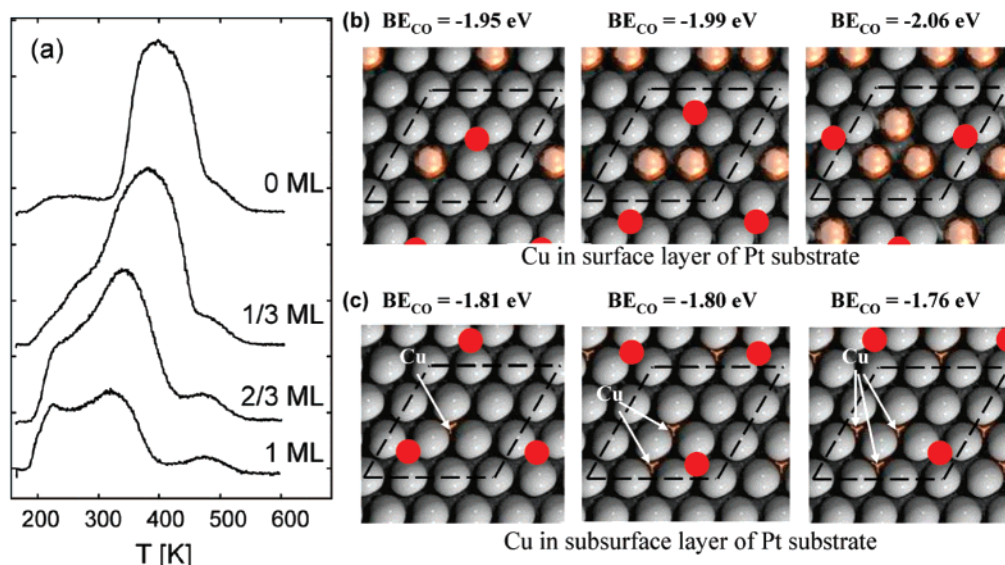 (a)
0 ML
1/3 ML
2/3 ML
1 ML
200 300 400 500 600
T [K]
(b) BE_CO = -1.95 eV BE_CO = -1.99 eV BE_CO = -2.06 eV
Cu in surface layer of Pt substrate
(c) BE_CO = -1.81 eV BE_CO = -1.80 eV BE_CO = -1.76 eV
Cu Cu Cu
Cu in subsurface layer of Pt substrate